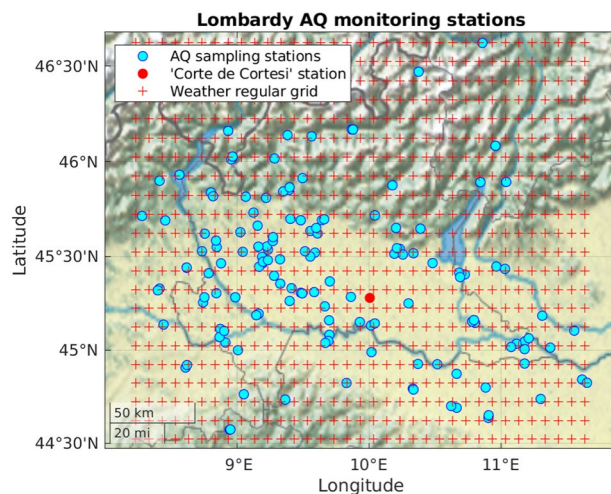 Lombardy AQ monitoring stations
AQ sampling stations
'Corte de Cortesi' station
Weather regular grid
46°30'N
46°N
45°30'N
45°N
44°30'N
Latitude
50 km
20 mi
9°E
10°E
11°E
Longitude